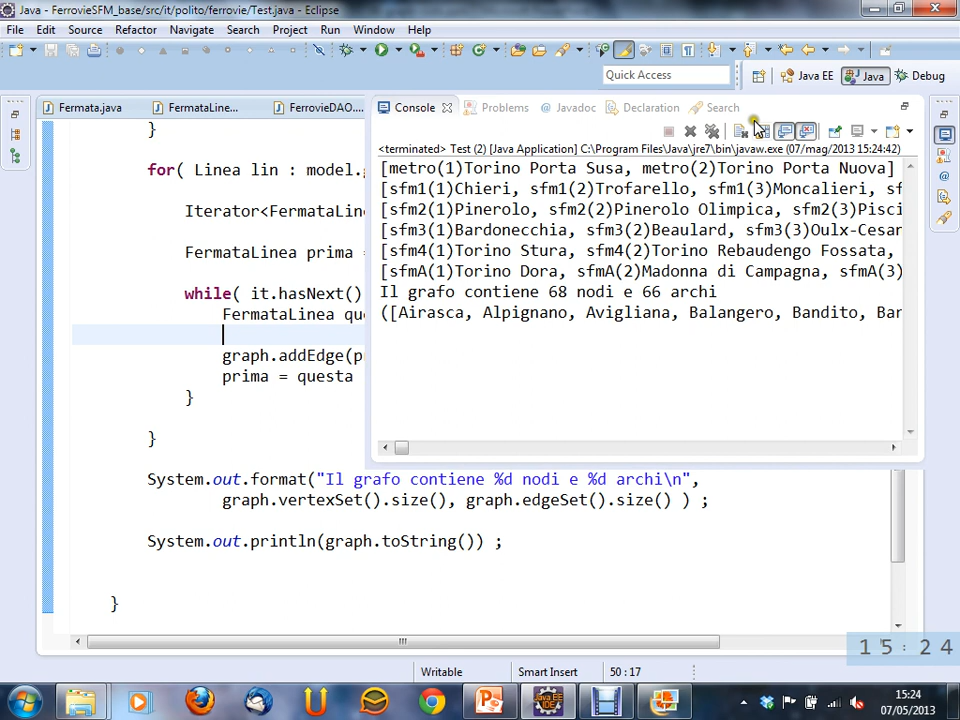 Java - FerrovieSFM_base/src/it/polito/ferrovie/Test.java - Eclipse
File Edit Source Refactor Navigate Search Project Run Window Help
Quick Access
Java EE Java Debug
Fermata.java FermataLine... FerrovieDAO....
Console Problems Javadoc Declaration Search
<terminated> Test (2) [Java Application] C:\Program Files\Java\jre7\bin\javaw.exe (07/mag/2013 15:24:42)
[metro(1)Torino Porta Susa, metro(2)Torino Porta Nuova]
[sfm1(1)Chieri, sfm1(2)Trofarello, sfm1(3)Moncalieri, sf
[sfm2(1)Pinerolo, sfm2(2)Pinerolo Olimpica, sfm2(3)Pisci
[sfm3(1)Bardonecchia, sfm3(2)Beaulard, sfm3(3)Oulx-Cesan
[sfm4(1)Torino Stura, sfm4(2)Torino Rebaudengo Fossata,
[sfmA(1)Torino Dora, sfmA(2)Madonna di Campagna, sfmA(3)
Il grafo contiene 68 nodi e 66 archi
([Airasca, Alpignano, Avigliana, Balangero, Bandito, Bar
}
for( Linea lin : model.g
Iterator<FermataLine
FermataLinea prima =
while( it.hasNext()
FermataLinea que
graph.addEdge(pr
prima = questa
}
}
System.out.format("Il grafo contiene %d nodi e %d archi\n",
graph.vertexSet().size(), graph.edgeSet().size() ) ;
System.out.println(graph.toString()) ;
}
15:24
Writable Smart Insert 50:17
15:24
07/05/2013